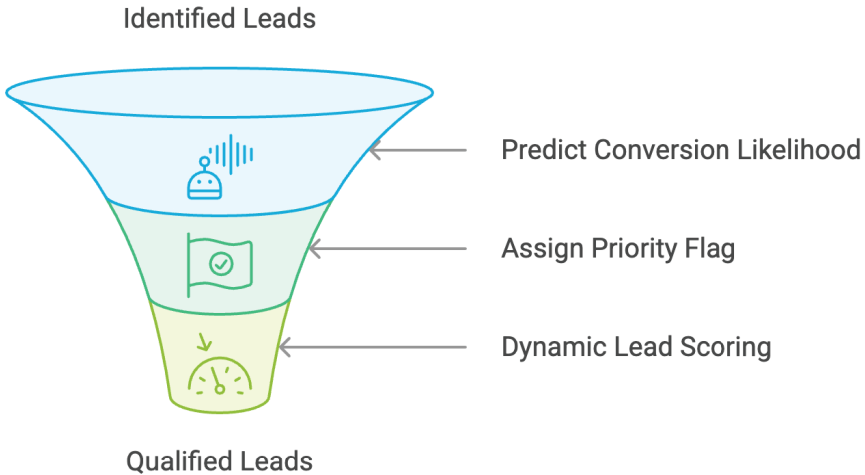 Identified Leads
Predict Conversion Likelihood
Assign Priority Flag
Dynamic Lead Scoring
Qualified Leads